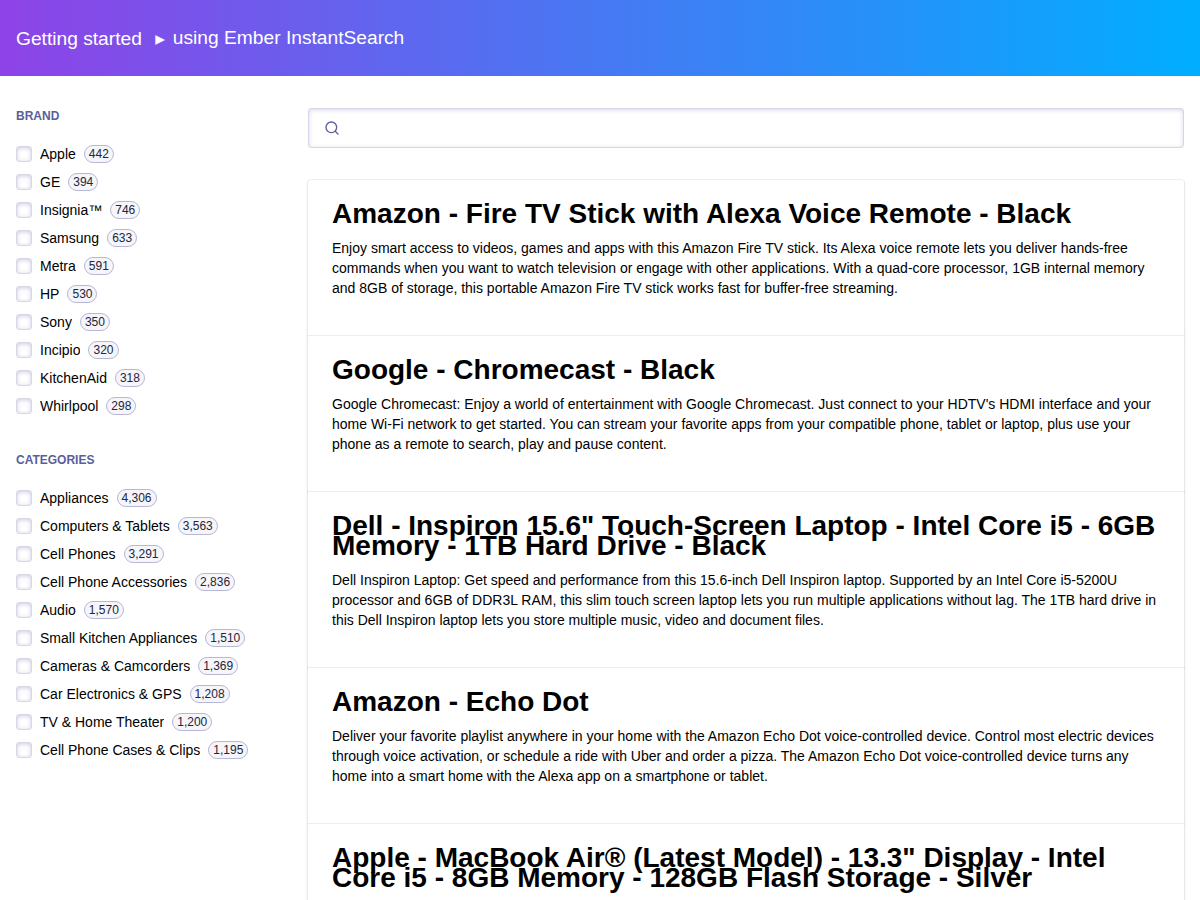 Getting started ▸ using Ember InstantSearch
BRAND
Apple 442
GE 394
Insignia™ 746
Samsung 633
Metra 591
HP 530
Sony 350
Incipio 320
KitchenAid 318
Whirlpool 298
CATEGORIES
Appliances 4,306
Computers & Tablets 3,563
Cell Phones 3,291
Cell Phone Accessories 2,836
Audio 1,570
Small Kitchen Appliances 1,510
Cameras & Camcorders 1,369
Car Electronics & GPS 1,208
TV & Home Theater 1,200
Cell Phone Cases & Clips 1,195
Amazon - Fire TV Stick with Alexa Voice Remote - Black
Enjoy smart access to videos, games and apps with this Amazon Fire TV stick. Its Alexa voice remote lets you deliver hands-free
commands when you want to watch television or engage with other applications. With a quad-core processor, 1GB internal memory
and 8GB of storage, this portable Amazon Fire TV stick works fast for buffer-free streaming.
Google - Chromecast - Black
Google Chromecast: Enjoy a world of entertainment with Google Chromecast. Just connect to your HDTV's HDMI interface and your
home Wi-Fi network to get started. You can stream your favorite apps from your compatible phone, tablet or laptop, plus use your
phone as a remote to search, play and pause content.
Dell - Inspiron 15.6" Touch-Screen Laptop - Intel Core i5 - 6GB
Memory - 1TB Hard Drive - Black
Dell Inspiron Laptop: Get speed and performance from this 15.6-inch Dell Inspiron laptop. Supported by an Intel Core i5-5200U
processor and 6GB of DDR3L RAM, this slim touch screen laptop lets you run multiple applications without lag. The 1TB hard drive in
this Dell Inspiron laptop lets you store multiple music, video and document files.
Amazon - Echo Dot
Deliver your favorite playlist anywhere in your home with the Amazon Echo Dot voice-controlled device. Control most electric devices
through voice activation, or schedule a ride with Uber and order a pizza. The Amazon Echo Dot voice-controlled device turns any
home into a smart home with the Alexa app on a smartphone or tablet.
Apple - MacBook Air® (Latest Model) - 13.3" Display - Intel
Core i5 - 8GB Memory - 128GB Flash Storage - Silver